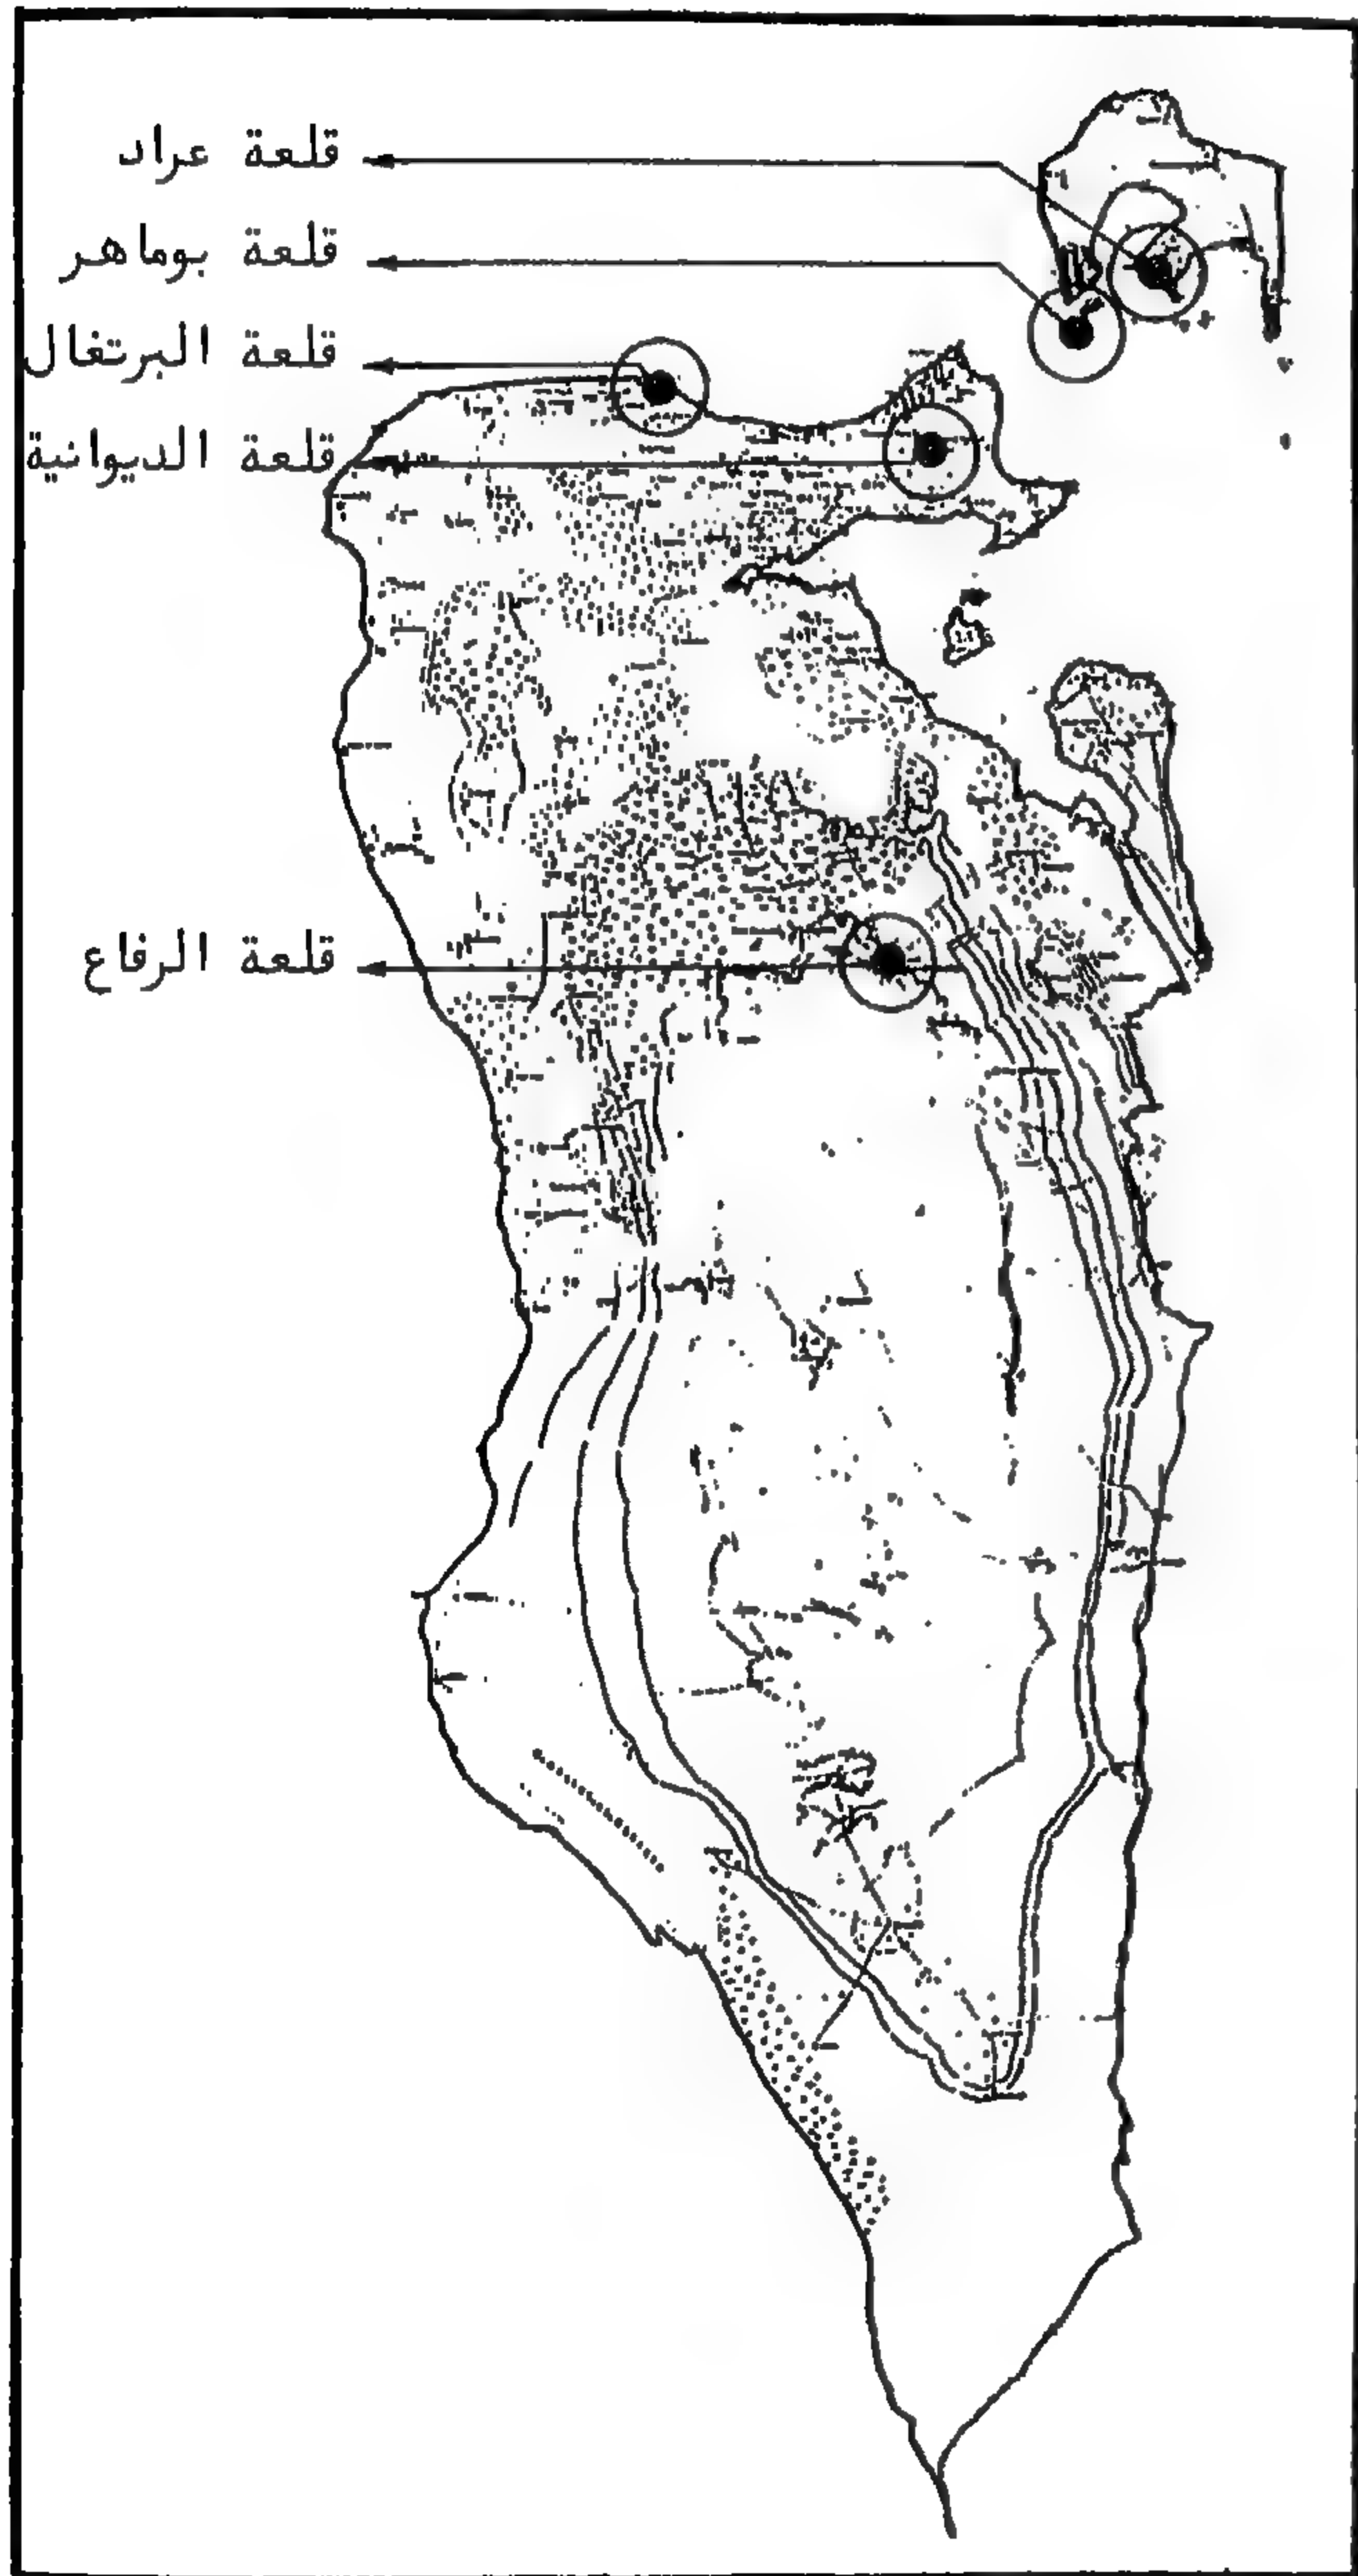 قلعة عراد
قلعة بوماهر
قلعة البرتغال
قلعة الديوانية
قلعة الرفاع